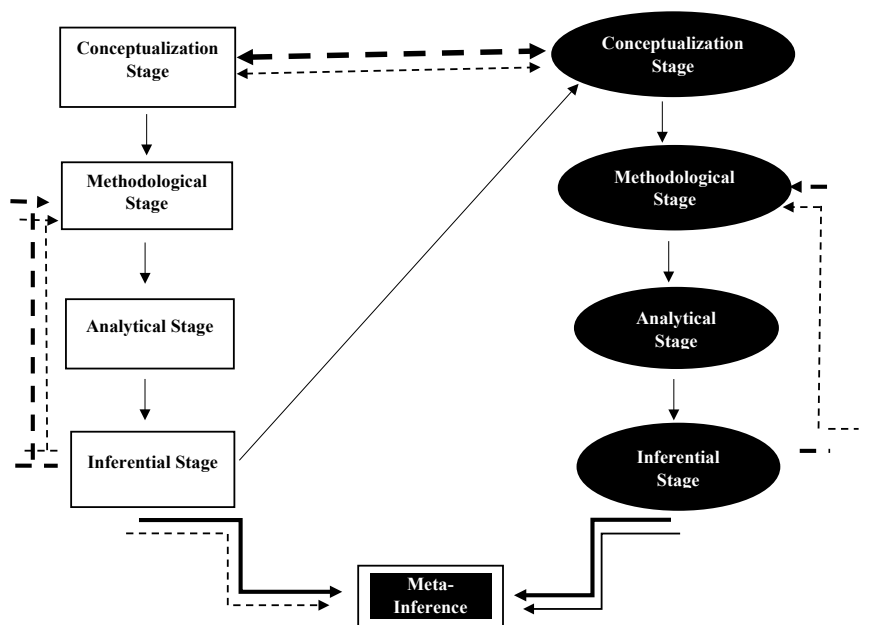 Conceptualization
Stage
Conceptualization
Stage
Methodological
Stage
Methodological
Stage
Analytical Stage
Analytical
Stage
Inferential Stage
Inferential
Stage
Meta-
Inference